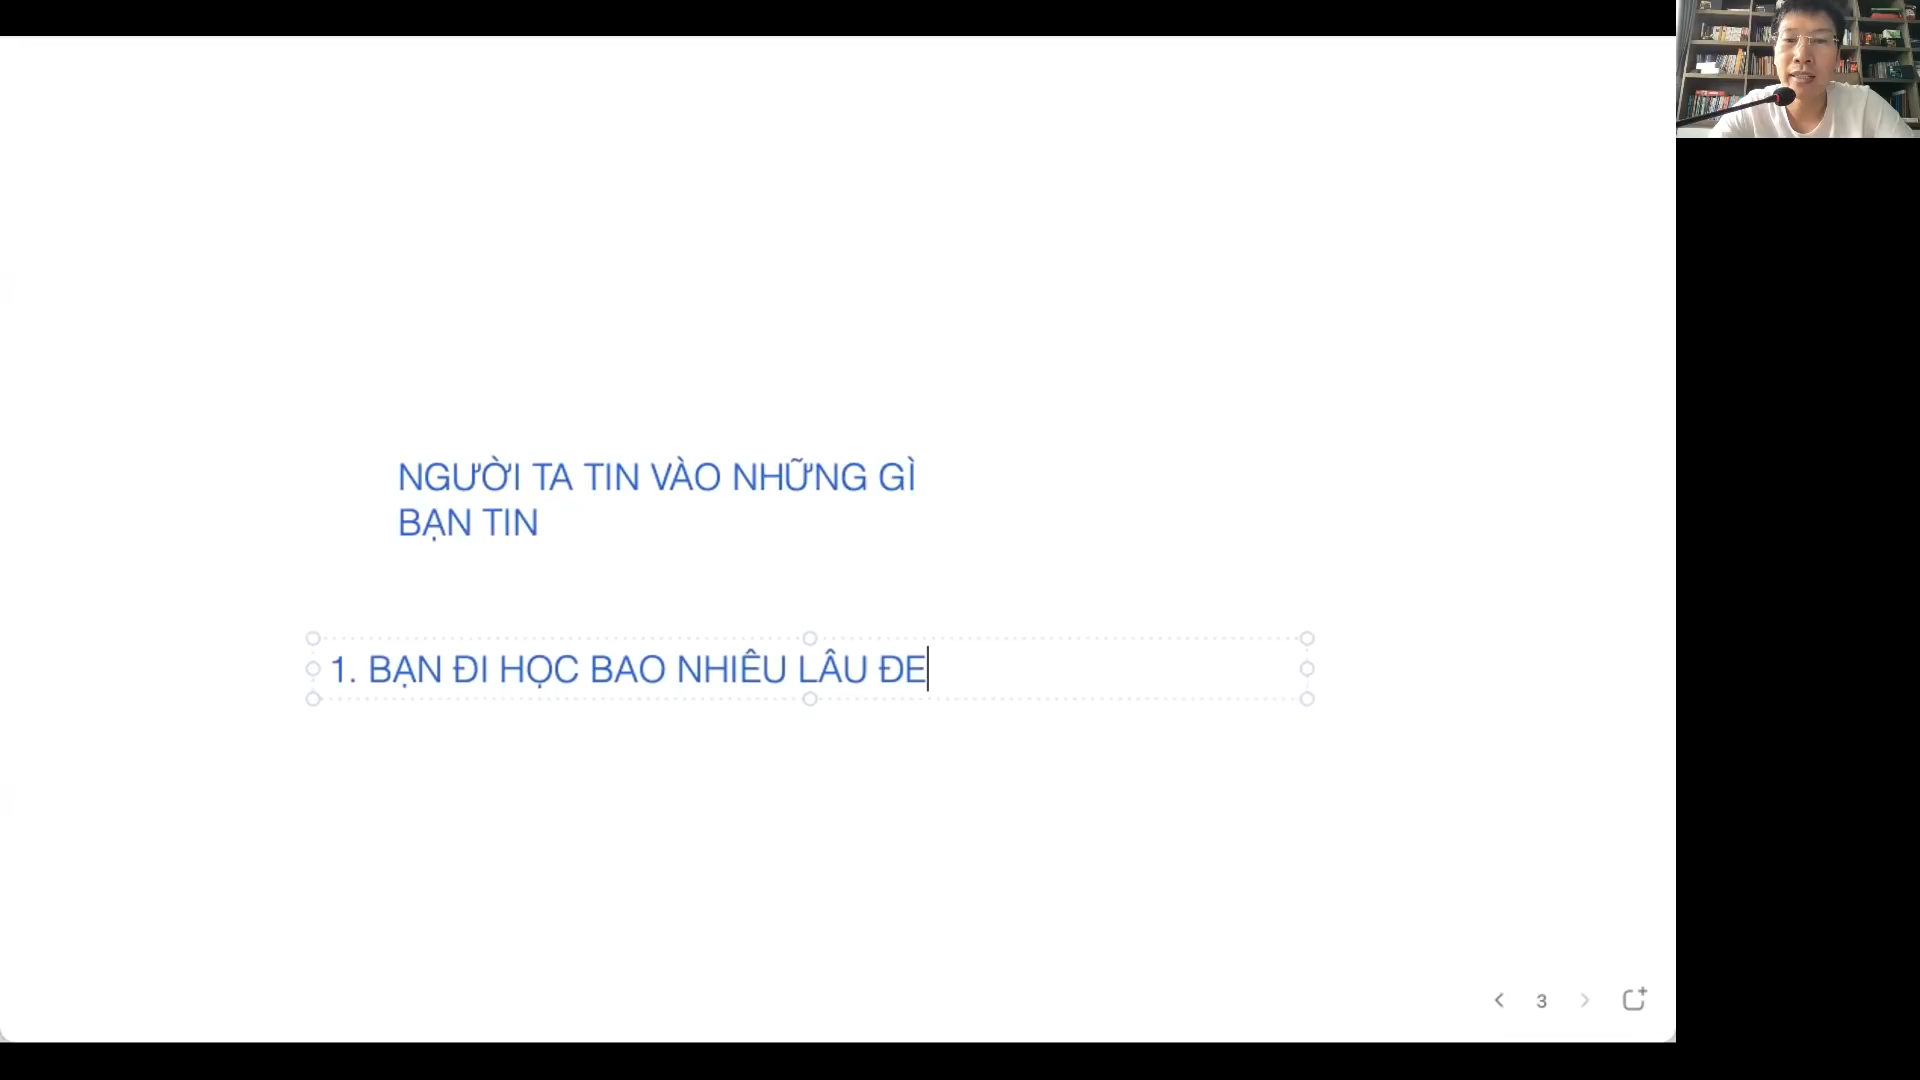 NGƯỜI TA TIN VÀO NHỮNG GÌ
BẠN TIN
1. BẠN ĐI HỌC BAO NHIÊU LÂU ĐE
3